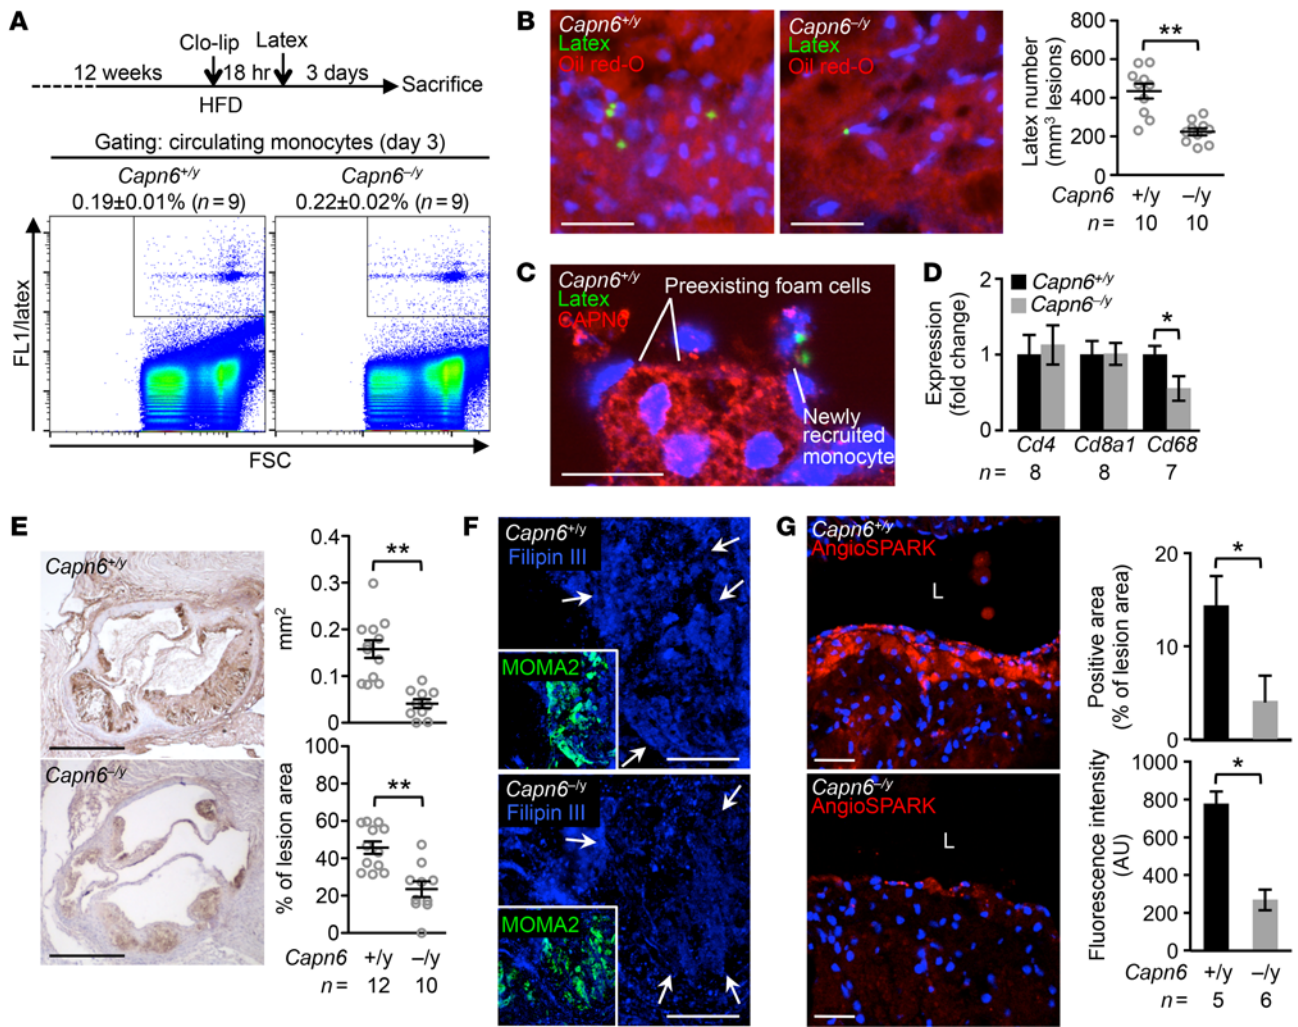 A
Clo-lip Latex
12 weeks 18 hr 3 days Sacrifice
HFD
Gating: circulating monocytes (day 3)
Capn6+/y Capn6–/y
0.19±0.01% (n=9) 0.22±0.02% (n=9)
FL1/latex
FSC
B
Capn6+/y
Latex
Oil red-O
Capn6–/y
Latex
Oil red-O
Latex number
(mm3 lesions)
800
600
400
200
0
**
Capn6 +/y –/y
n= 10 10
C
Capn6+/y
Latex
CAPN6
Preexisting foam cells
Newly
recruited
monocyte
D
Capn6+/y
Capn6–/y
Expression
(fold change)
2
1
0
*
Cd4 Cd8a1 Cd68
n= 8 8 7
E
Capn6+/y
Capn6–/y
mm2
0.4
0.3
0.2
0.1
0
**
% of lesion area
100
80
60
40
20
0
**
Capn6 +/y –/y
n= 12 10
F
Capn6+/y
Filipin III
MOMA2
Capn6–/y
Filipin III
MOMA2
G
Capn6+/y
AngioSPARK
L
Capn6–/y
AngioSPARK
L
Positive area
(% of lesion area)
20
10
0
*
Fluorescence intensity
(AU)
1000
800
600
400
200
0
*
Capn6 +/y –/y
n= 5 6